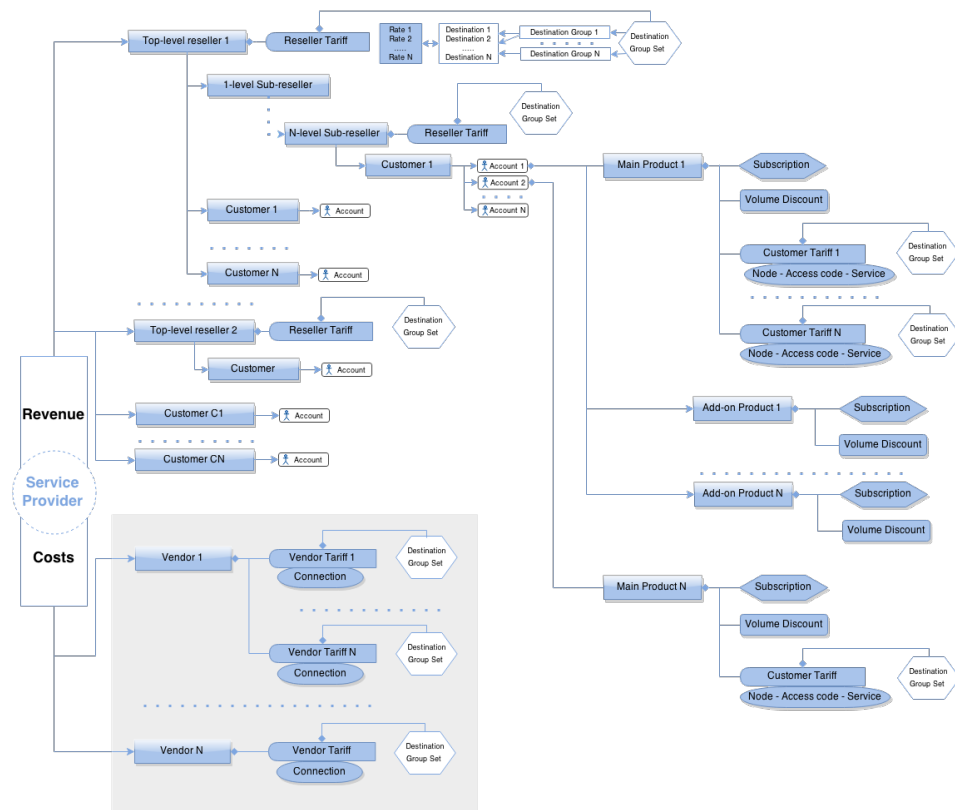 Top-level reseller 1
Reseller Tariff
Rate 1
Rate 2
.....
Rate N
Destination 1
Destination 2
.....
Destination N
Destination Group 1
Destination Group N
Destination
Group Set
1-level Sub-reseller
N-level Sub-reseller
Reseller Tariff
Destination
Group Set
Customer 1
Account 1
Account 2
Account N
Main Product 1
Subscription
Volume Discount
Customer Tariff 1
Node - Access code - Service
Destination
Group Set
Customer Tariff N
Node - Access code - Service
Destination
Group Set
Customer 1
Account
Customer N
Account
Top-level reseller 2
Reseller Tariff
Destination
Group Set
Customer
Account
Revenue
Service
Provider
Costs
Customer C1
Account
Customer CN
Account
Add-on Product 1
Subscription
Volume Discount
Add-on Product N
Subscription
Volume Discount
Main Product N
Subscription
Volume Discount
Customer Tariff
Node - Access code - Service
Destination
Group Set
Vendor 1
Vendor Tariff 1
Connection
Destination
Group Set
Vendor Tariff N
Connection
Destination
Group Set
Vendor N
Vendor Tariff
Connection
Destination
Group Set